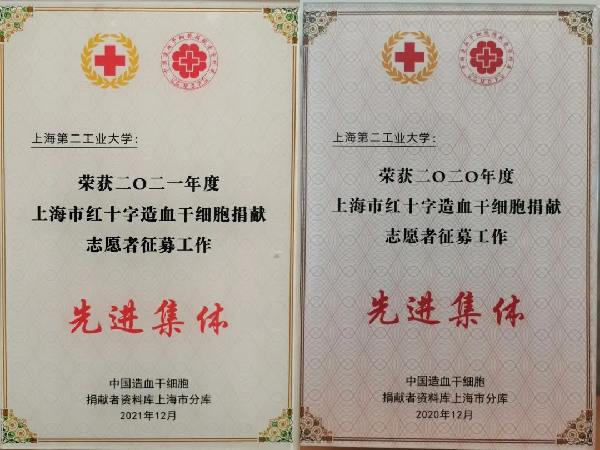 上海第二工业大学:
荣获二〇二一年度
上海市红十字造血干细胞捐献
志愿者征募工作
先进集体
中国造血干细胞
捐献者资料库上海市分库
2021年12月
上海第二工业大学:
荣获二〇二〇年度
上海市红十字造血干细胞捐献
志愿者征募工作
先进集体
中国造血干细胞
捐献者资料库上海市分库
2020年12月